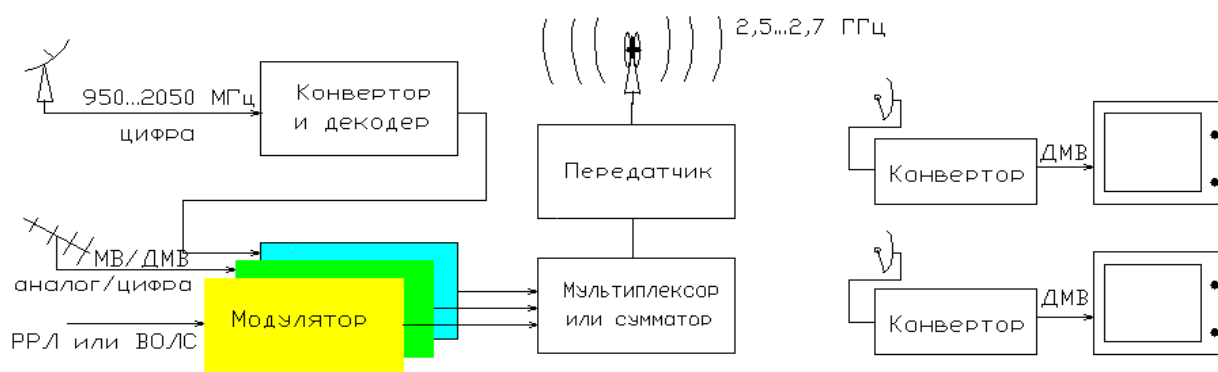 2,5...2,7 ГГц
950...2050 МГц
цифра
Конвертор
и декодер
Передатчик
Конвертор
ДМВ
МВ/ДМВ
аналог/цифра
Модулятор
РРЛ или ВОЛС
Мультиплексор
или сумматор
Конвертор
ДМВ